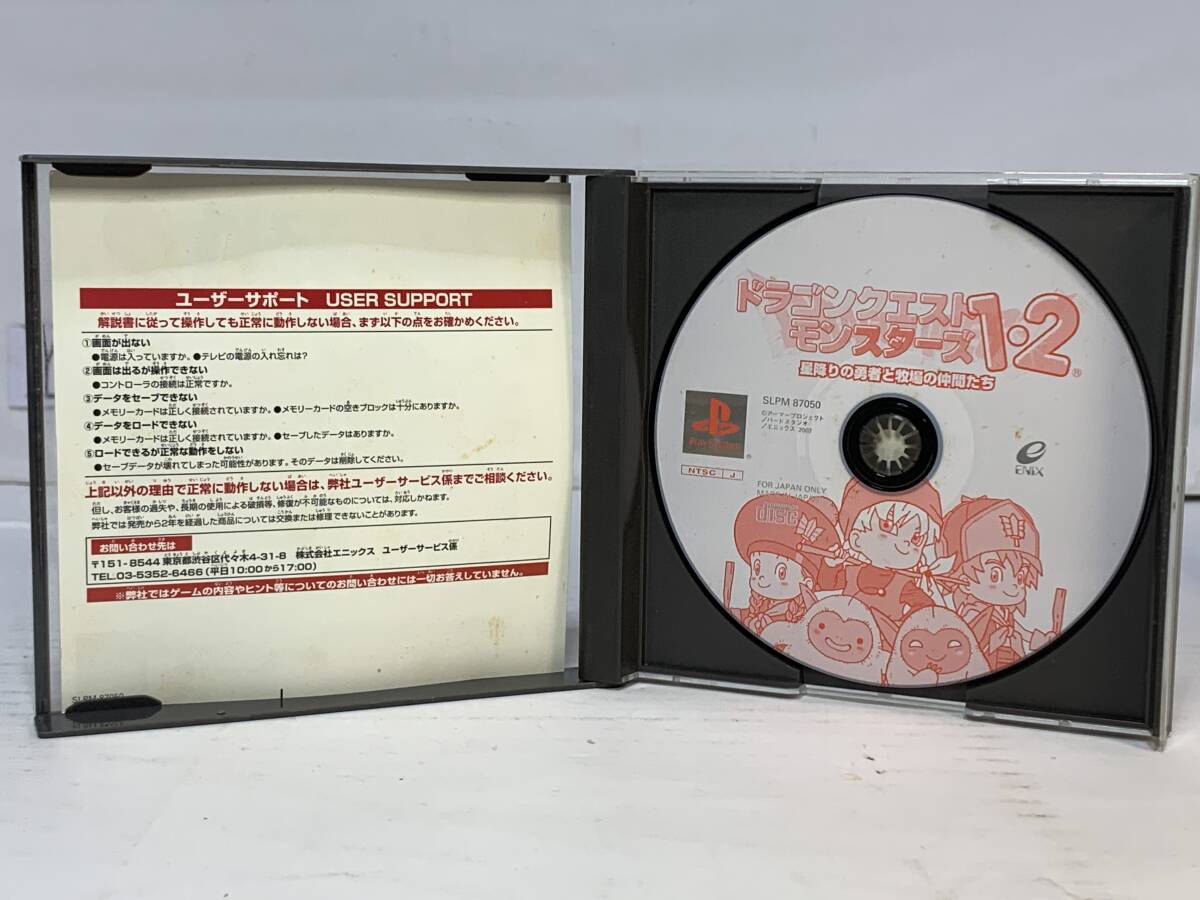 ユーザーサポート USER SUPPORT
解説書に従って操作しても正常に動作しない場合、まず以下の点をお確かめください。
①画面が出ない
●電源は入っていますか。●テレビの電源の入れ忘れは?
②画面は出るが操作できない
●コントローラの接続は正常ですか。
③データをセーブできない
●メモリーカードは正しく接続されていますか。●メモリーカードの空きブロックは十分にありますか。
④データをロードできない
●メモリーカードは正しく接続されていますか。●セーブしたデータはありますか。
⑤ロードできるが正常な動作をしない
●セーブデータが壊れてしまった可能性があります。そのデータは削除してください。
上記以外の理由で正常に動作しない場合は、弊社ユーザーサービス係までご相談ください。
但し、お客様の過失や、長期の使用による破損等、修復が不可能なものについては、対応しかねます。
弊社では発売から2年を経過した商品については交換または修理できないことがあります。
お問い合わせ先は
〒151-8544 東京都渋谷区代々木4-31-8 株式会社エニックス ユーザーサービス係
TEL.03-5352-6466 (平日10:00から17:00)
※弊社ではゲームの内容やヒント等についてのお問い合わせには一切お答えしていません。
SLPM 87050
ドラゴンクエスト
モンスターズ1・2®
星降りの勇者と牧場の仲間たち
SLPM 87050
©アーマープロジェクト
/バードスタジオ/
/エニックス 2002
PlayStation
NTSC J
ENIX
FOR JAPAN ONLY
MADE IN JAPAN
disc